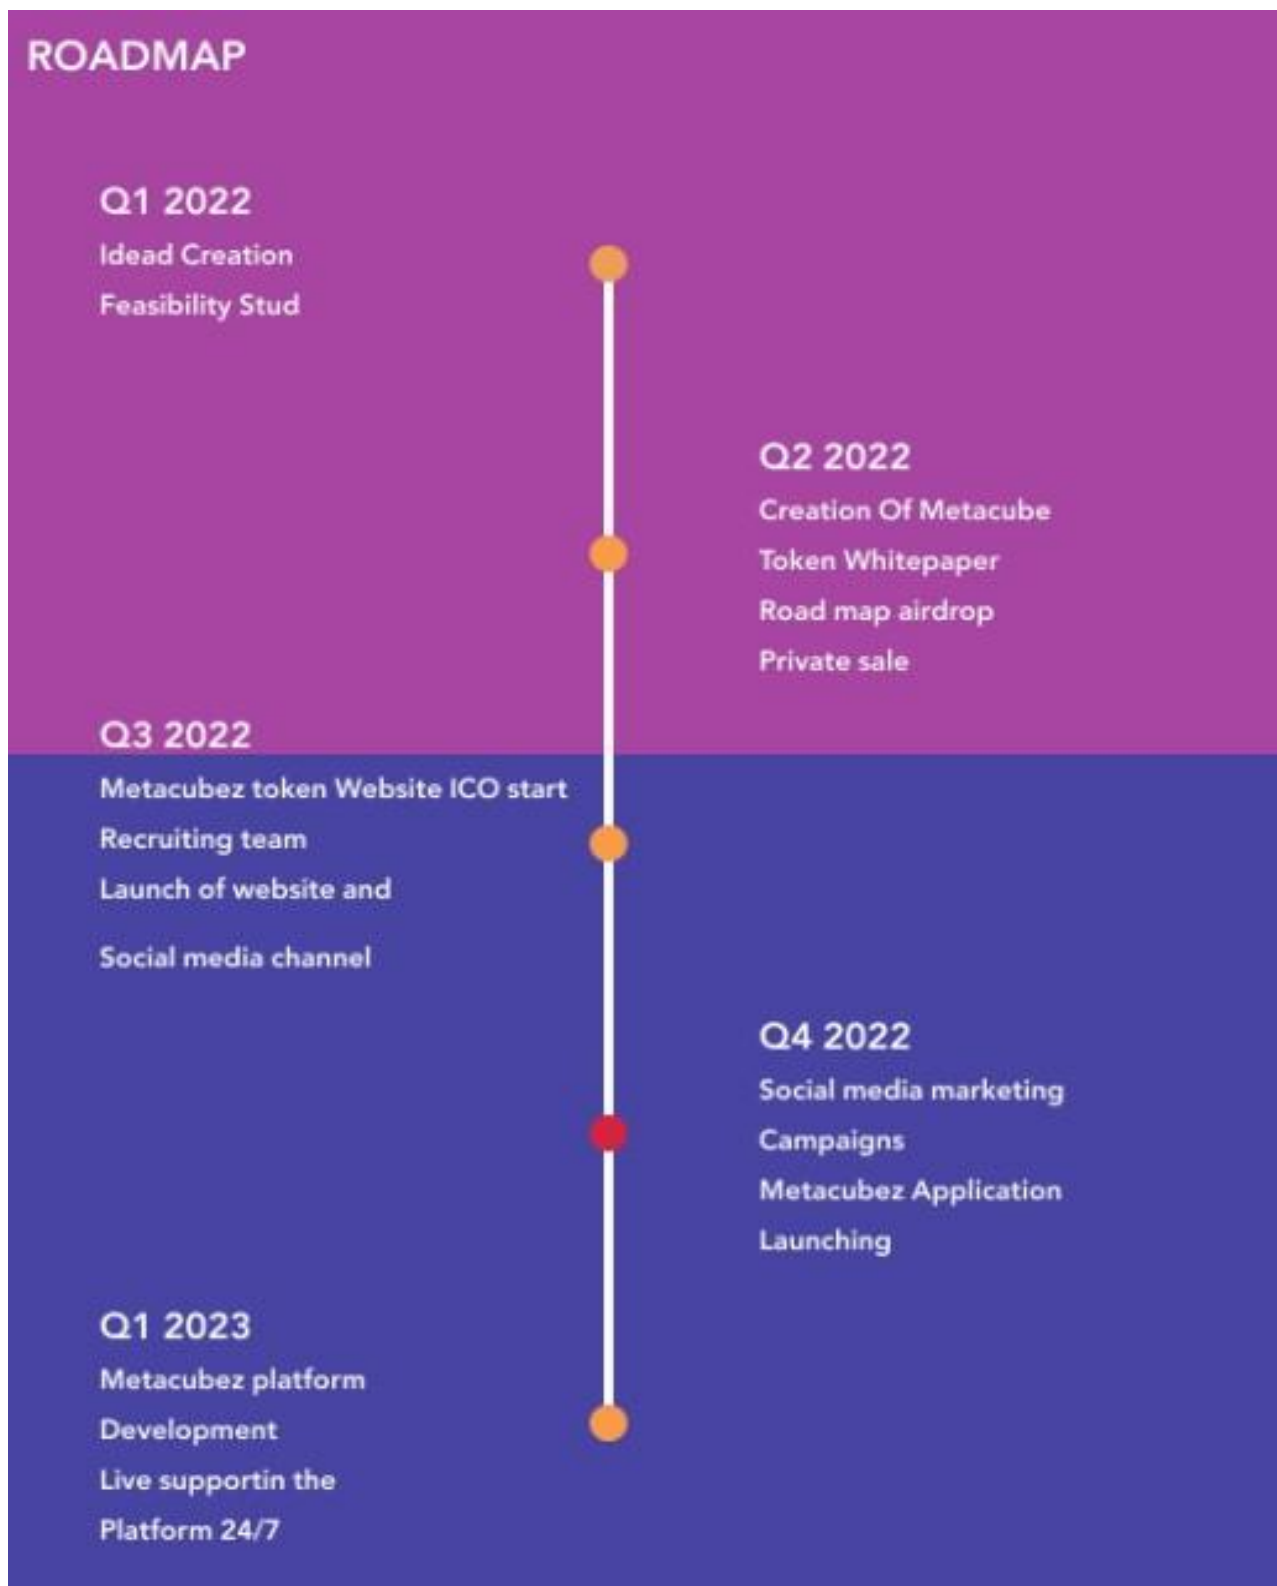 ROADMAP
Q1 2022
Idead Creation
Feasibility Stud
Q2 2022
Creation Of Metacube
Token Whitepaper
Road map airdrop
Private sale
Q3 2022
Metacubez token Website ICO start
Recruiting team
Launch of website and
Social media channel
Q4 2022
Social media marketing
Campaigns
Metacubez Application
Launching
Q1 2023
Metacubez platform
Development
Live supportin the
Platform 24/7